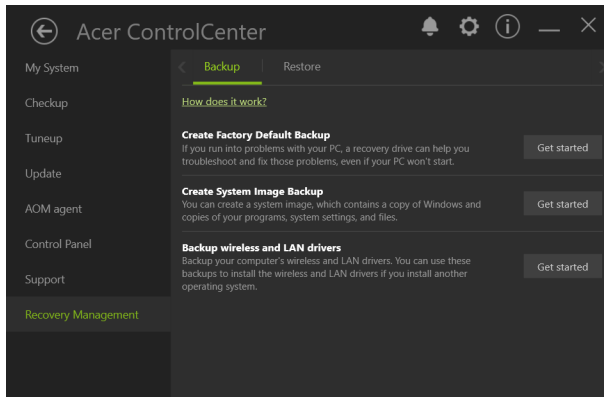 Acer ControlCenter
My System
Checkup
Tuneup
Update
AOM agent
Control Panel
Support
Recovery Management
Backup
Restore
How does it work?
Create Factory Default Backup
If you run into problems with your PC, a recovery drive can help you
troubleshoot and fix those problems, even if your PC won't start.
Get started
Create System Image Backup
You can create a system image, which contains a copy of Windows and
copies of your programs, system settings, and files.
Get started
Backup wireless and LAN drivers
Backup your computer's wireless and LAN drivers. You can use these
backups to install the wireless and LAN drivers if you install another
operating system.
Get started